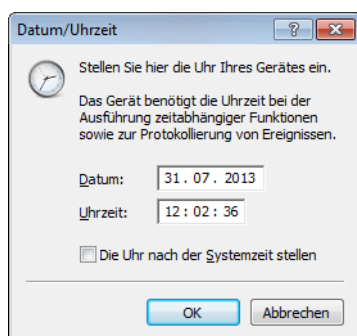 Datum/Uhrzeit
Stellen Sie hier die Uhr Ihres Gerätes ein.
Das Gerät benötigt die Uhrzeit bei der
Ausführung zeitabhängiger Funktionen
sowie zur Protokollierung von Ereignissen.
Datum: 31. 07. 2013
Uhrzeit: 12: 02: 36
Die Uhr nach der Systemzeit stellen
OK Abbrechen